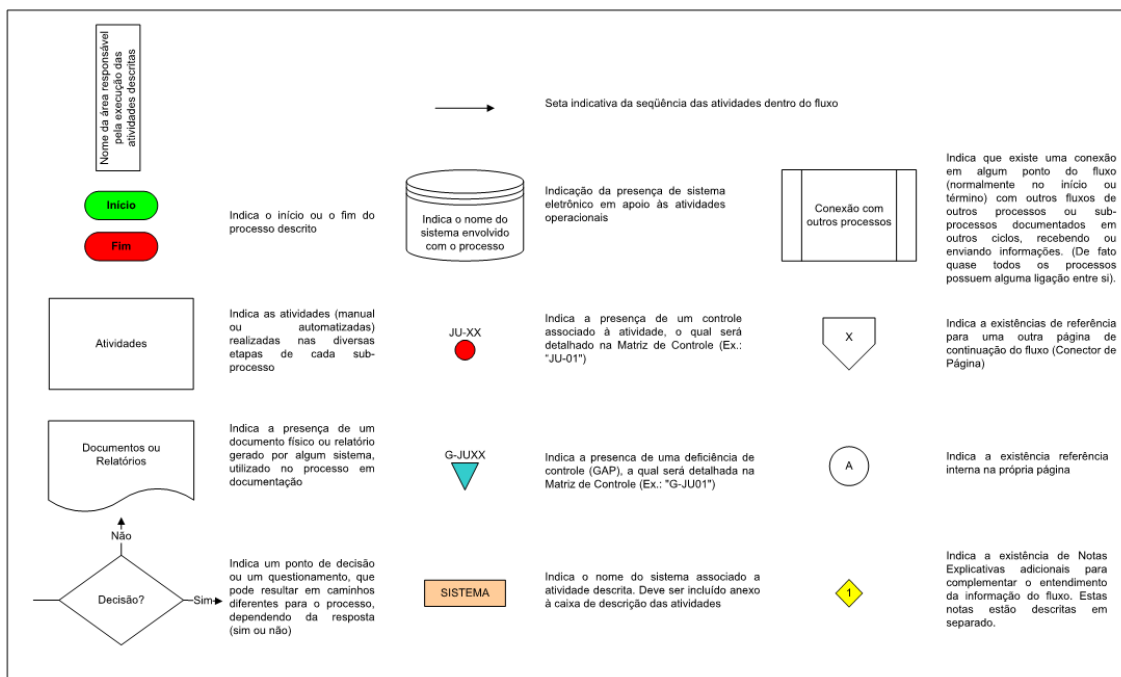 Nome da área responsável
pela execução das
atividades descritas
Seta indicativa da seqüência das atividades dentro do fluxo
Início
Fim
Indica o início ou o fim do
processo descrito
Indica o nome do
sistema envolvido
com o processo
Indicação da presença de sistema
eletrônico em apoio às atividades
operacionais
Conexão com
outros processos
Indica que existe uma conexão
em algum ponto do fluxo
(normalmente no início ou
término) com outros fluxos de
outros processos ou sub-
processos documentados em
outros ciclos, recebendo ou
enviando informações. (De fato
quase todos os processos
possuem alguma ligação entre si).
Atividades
Indica as atividades (manual
ou automatizadas)
realizadas nas diversas
etapas de cada sub-
processo
JU-XX
Indica a presença de um controle
associado à atividade, o qual será
detalhado na Matriz de Controle (Ex.:
"JU-01")
X
Indica a existências de referência
para uma outra página de
continuação do fluxo (Conector de
Página)
Documentos ou
Relatórios
Indica a presença de um
documento físico ou relatório
gerado por algum sistema,
utilizado no processo em
documentação
G-JUXX
Indica a presenca de uma deficiência de
controle (GAP), a qual será detalhada na
Matriz de Controle (Ex.: "G-JU01")
A
Indica a existência referência
interna na própria página
Não
Decisão?
Sim
Indica um ponto de decisão
ou um questionamento, que
pode resultar em caminhos
diferentes para o processo,
dependendo da resposta
(sim ou não)
SISTEMA
Indica o nome do sistema associado a
atividade descrita. Deve ser incluído anexo
à caixa de descrição das atividades
1
Indica a existência de Notas
Explicativas adicionais para
complementar o entendimento
da informação do fluxo. Estas
notas estão descritas em
separado.